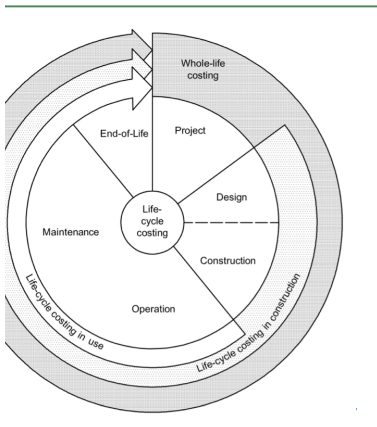 Whole-life
costing
End-of-Life
Project
Life-
cycle
costing
Design
Construction
Maintenance
Operation
Life-cycle costing in use
Life-cycle costing in construction